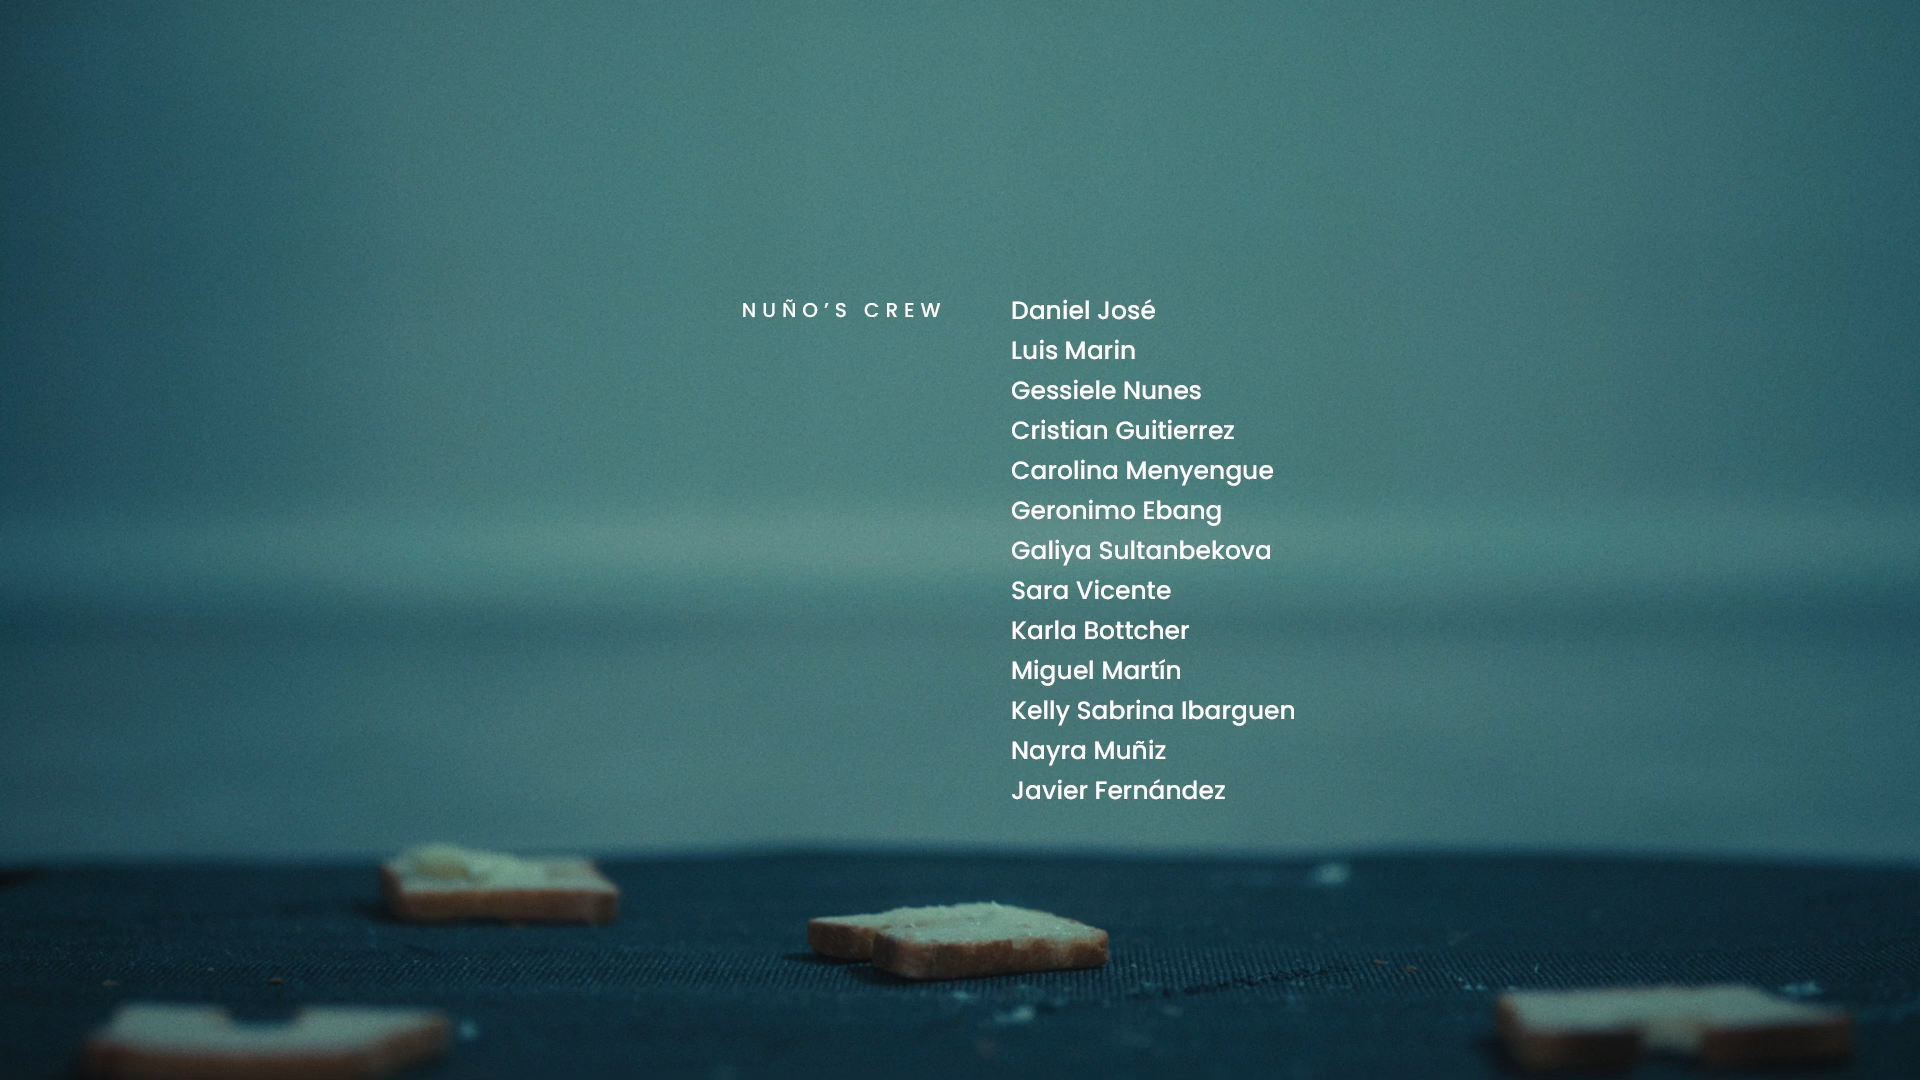 NUÑO’S CREW Daniel José
Luis Marin
Gessiele Nunes
Cristian Guitierrez
Carolina Menyengue
Geronimo Ebang
Galiya Sultanbekova
Sara Vicente
Karla Bottcher
Miguel Martín
Kelly Sabrina Ibarguen
Nayra Muñiz
Javier Fernández